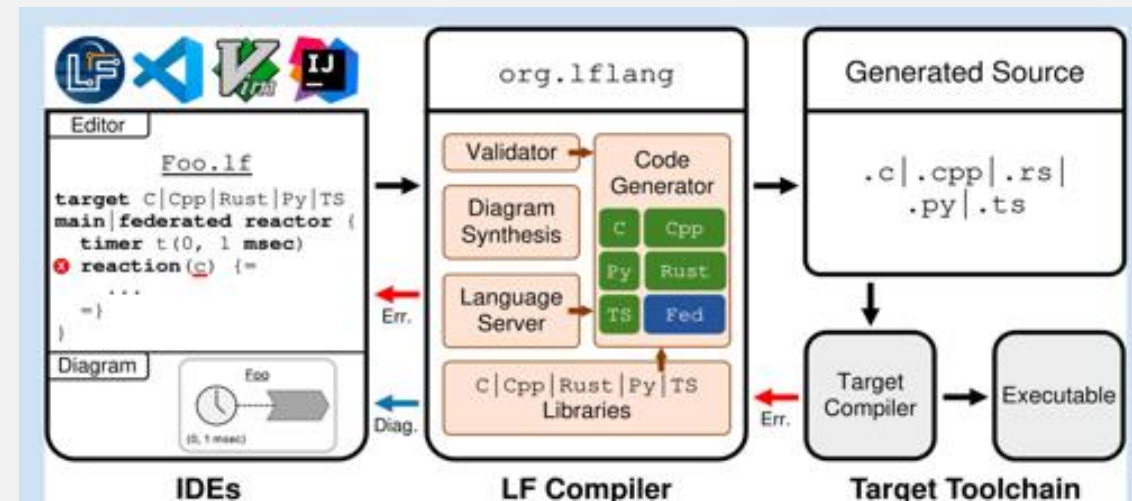 LF
Vim
IJ
Editor
Foo.lf
target C|Cpp|Rust|Py|TS
main|federated reactor {
timer t(0, 1 msec)
reaction(c) {=
...
=}
}
Diagram
Foo
(0, 1 msec)
IDEs
Err.
Diag.
org.lflang
Validator
Diagram
Synthesis
Language
Server
Code
Generator
C Cpp
Py Rust
TS Fed
C|Cpp|Rust|Py|TS
Libraries
LF Compiler
Err.
Generated Source
.c|.cpp|.rs|
.py|.ts
Target
Compiler
Executable
Target Toolchain